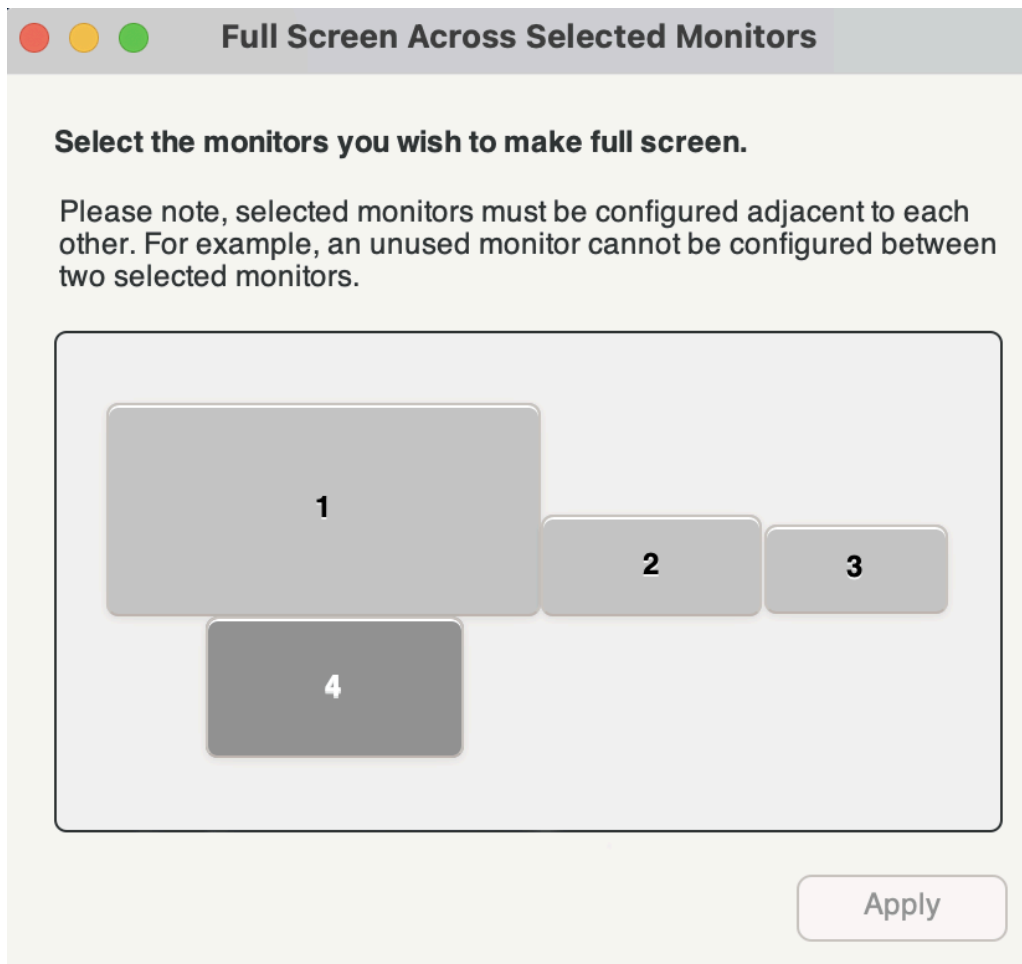 Full Screen Across Selected Monitors
Select the monitors you wish to make full screen.
Please note, selected monitors must be configured adjacent to each
other. For example, an unused monitor cannot be configured between
two selected monitors.
1
2
3
4
Apply